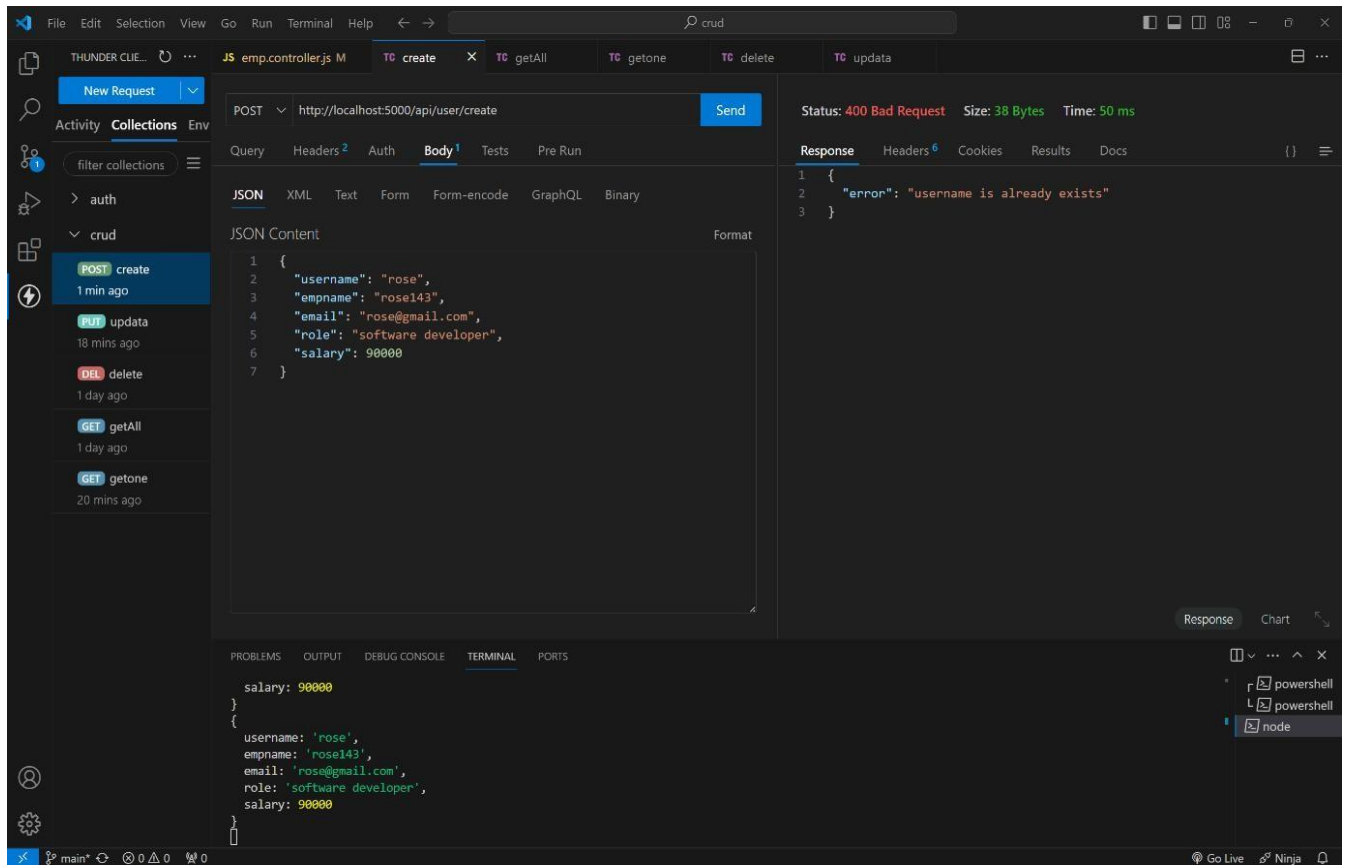 File Edit Selection View Go Run Terminal Help crud
THUNDER CLIE...
New Request
Activity Collections Env
filter collections
auth
crud
POST create
1 min ago
PUT updata
18 mins ago
DEL delete
1 day ago
GET getAll
1 day ago
GET getone
20 mins ago
JS emp.controller.js M TC create TC getAll TC getone TC delete TC updata
POST http://localhost:5000/api/user/create Send
Query Headers 2 Auth Body 1 Tests Pre Run
JSON XML Text Form Form-encode GraphQL Binary
JSON Content Format
1 {
2 "username": "rose",
3 "empname": "rose143",
4 "email": "rose@gmail.com",
5 "role": "software developer",
6 "salary": 90000
7 }
Status: 400 Bad Request Size: 38 Bytes Time: 50 ms
Response Headers 6 Cookies Results Docs {}
1 {
2 "error": "username is already exists"
3 }
Response Chart
PROBLEMS OUTPUT DEBUG CONSOLE TERMINAL PORTS
salary: 90000
}
{
username: 'rose',
empname: 'rose143',
email: 'rose@gmail.com',
role: 'software developer',
salary: 90000
}
powershell
powershell
node
main* 0 0 0 Go Live Ninja